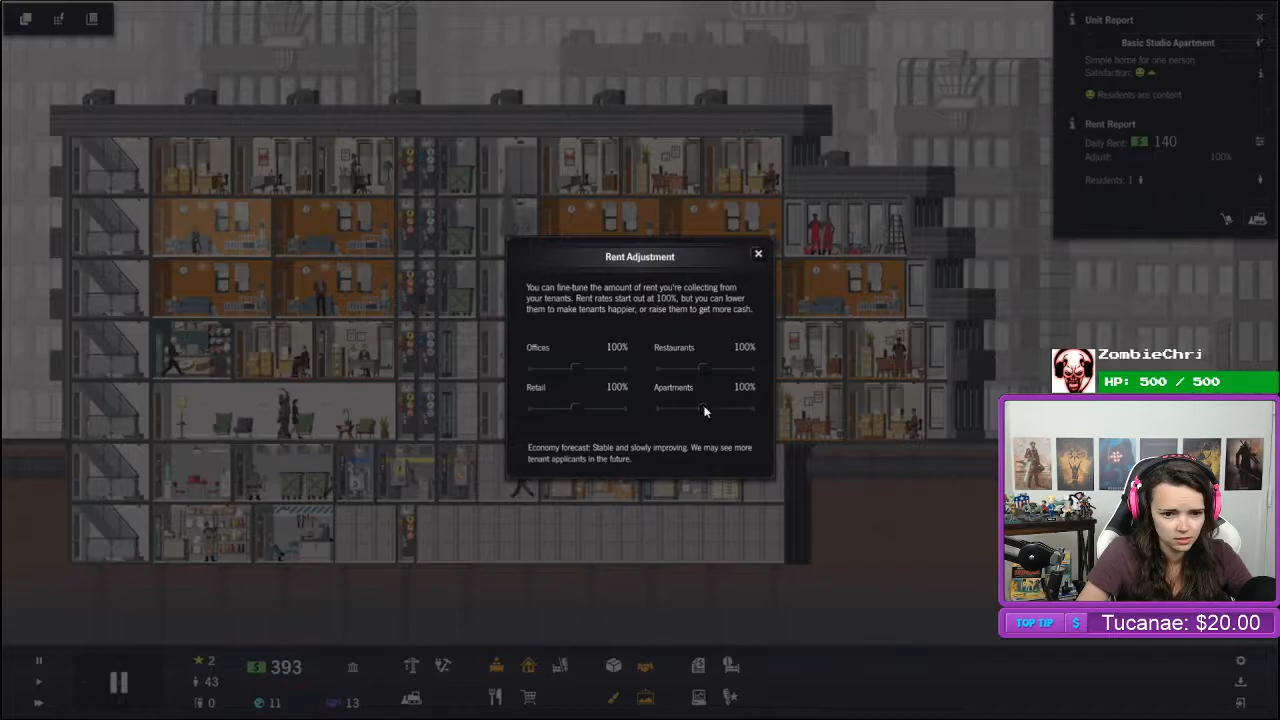 Unit Report
Basic Studio Apartment
Simple home for one person
Satisfaction:
Residents are content
Rent Report
Daily Rent: $ 140
Adjust: 100%
Residents: 1
Rent Adjustment
You can fine-tune the amount of rent you're collecting from
your tenants. Rent rates start out at 100%, but you can lower
them to make tenants happier, or raise them to get more cash.
Offices 100% Restaurants 100%
Retail 100% Apartments 100%
Economy forecast: Stable and slowly improving. We may see more
tenant applicants in the future.
ZombieChri
HP: 500 / 500
TOP TIP $ Tucanae: $20.00
2
$ 393
43
0 11 13